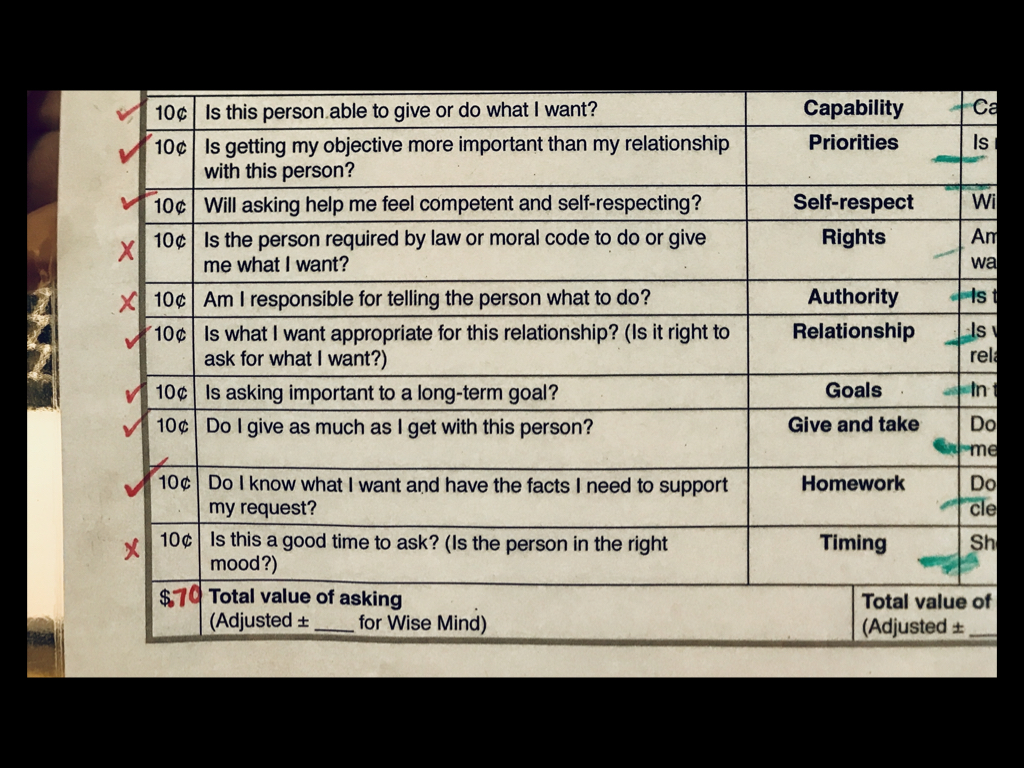 10¢ Is this person able to give or do what I want? Capability Ca
10¢ Is getting my objective more important than my relationship Priorities Is
with this person?
10¢ Will asking help me feel competent and self-respecting? Self-respect Wi
10¢ Is the person required by law or moral code to do or give Rights Am
me what I want? wa
10¢ Am I responsible for telling the person what to do? Authority Is t
10¢ Is what I want appropriate for this relationship? (Is it right to Relationship Is
ask for what I want?) rela
10¢ Is asking important to a long-term goal? Goals In t
10¢ Do I give as much as I get with this person? Give and take Do
me
10¢ Do I know what I want and have the facts I need to support Homework Do
my request? cle
10¢ Is this a good time to ask? (Is the person in the right Timing Sh
mood?)
$.70 Total value of asking Total value of
(Adjusted ± ___ for Wise Mind) (Adjusted ± __